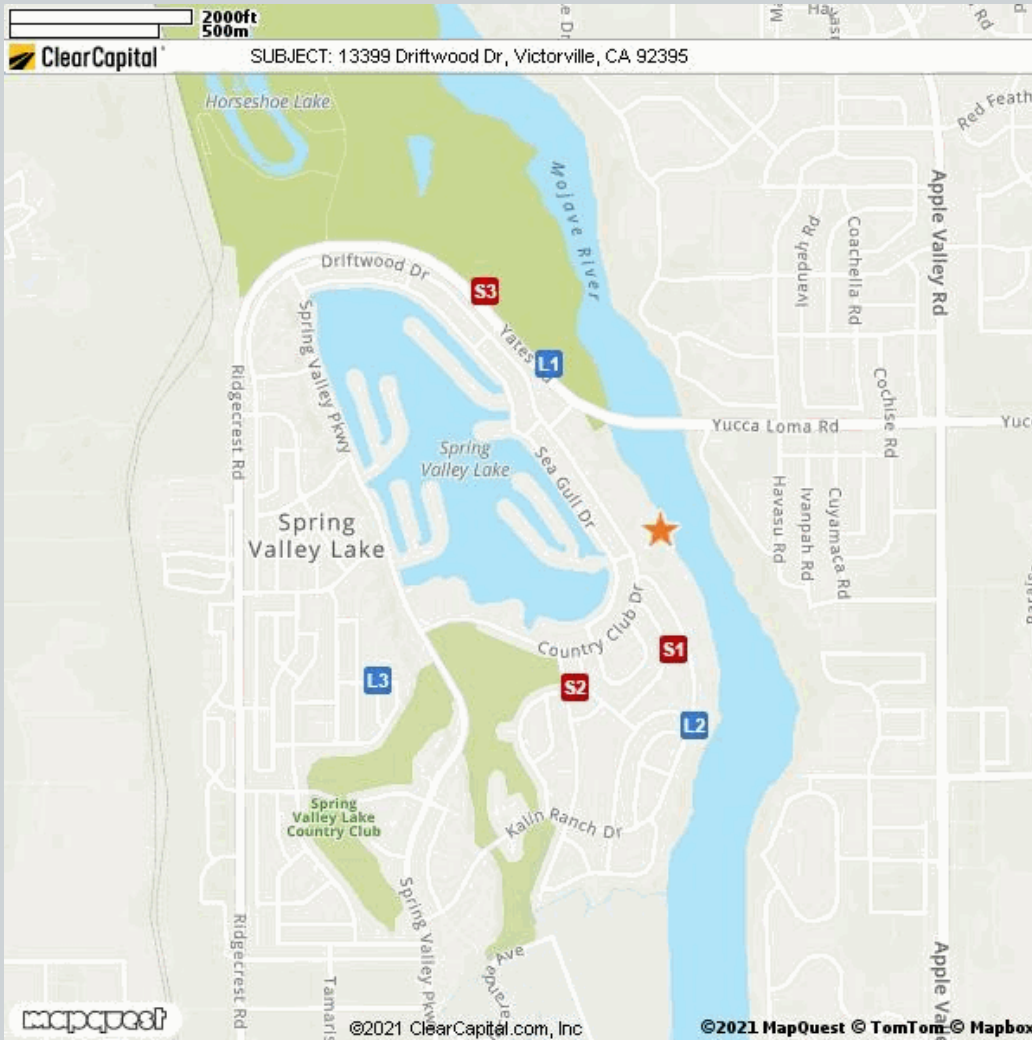 2000ft
500m
ClearCapital
SUBJECT: 13399 Driftwood Dr, Victorville, CA 92395
Horseshoe Lake
Red Feath
Mojave River
Apple Valley Rd
Ivanpah Rd
Coachella Rd
Driftwood Dr
S3
Spring Valley Pkwy
Yates Rd
L1
Ridgecrest Rd
Cochise Rd
Yucca Loma Rd
Yucc
Spring
Valley Lake
Sea Gull Dr
Havasu Rd
Ivanpah Rd
Cuyamaca Rd
Spring
Valley Lake
Country Club Dr
S1
L3
S2
L2
Spring
Valley Lake
Country Club
Kalin Ranch Dr
Ridgecrest Rd
Spring Valley Pkw
Ave
Tamaris
Apple Valle
mapquest
©2021 ClearCapital.com, Inc
©2021 MapQuest © TomTom © Mapbox